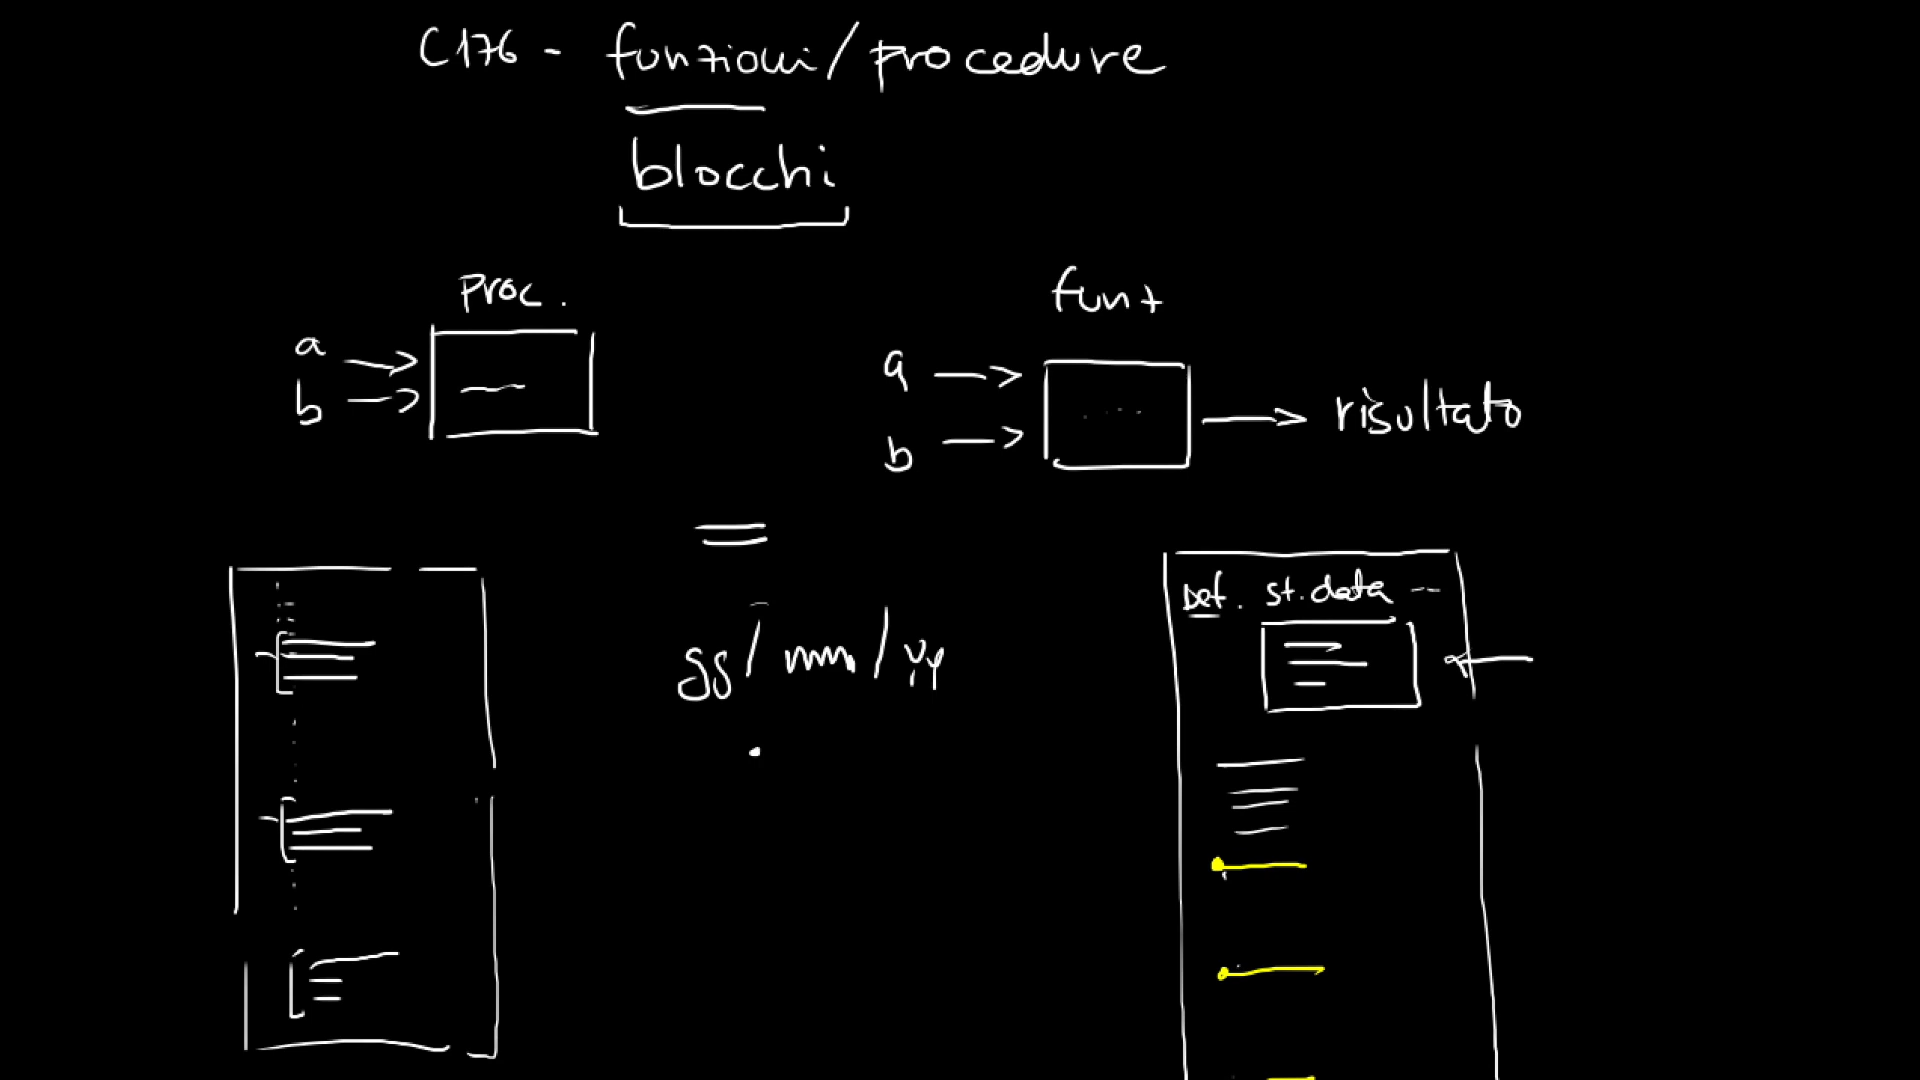 C176 - funzioni/procedure
blocchi
proc.
a
b
funz
a
b
risultato
gg/mm/yy
Def. st.data --